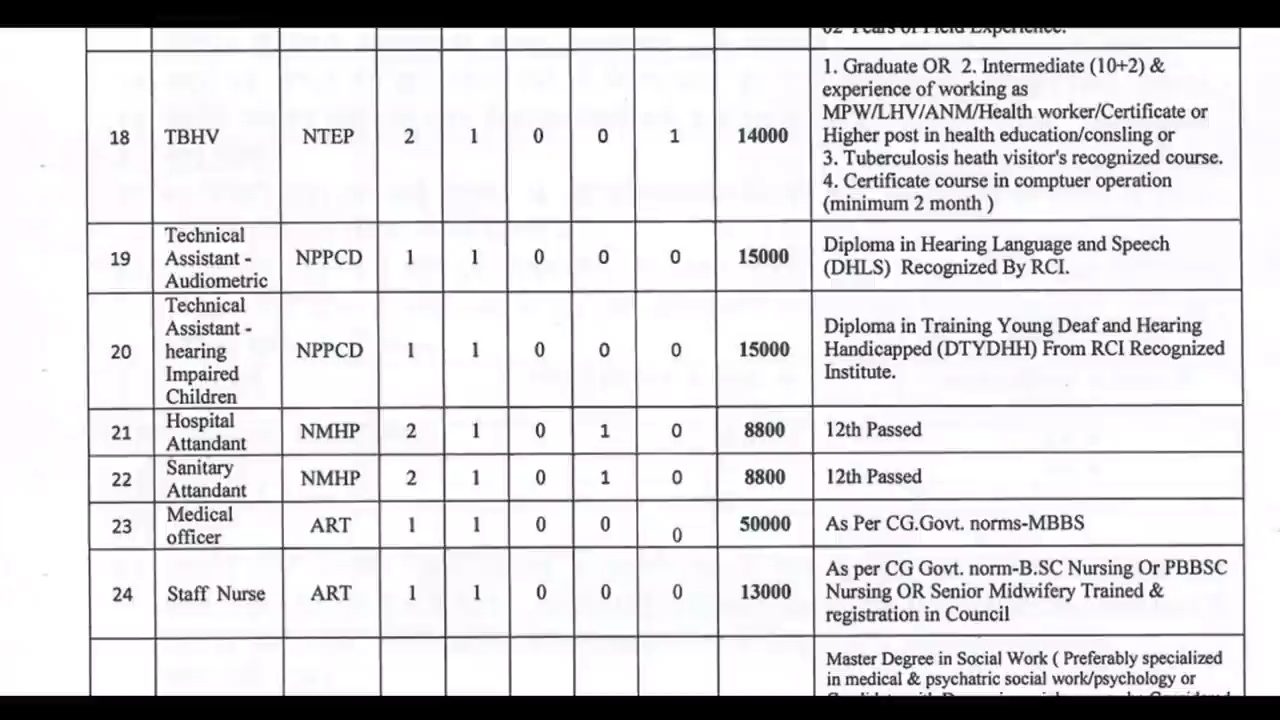 02 Years of Field Experience.
18 TBHV NTEP 2 1 0 0 1 14000
1. Graduate OR 2. Intermediate (10+2) &
experience of working as
MPW/LHV/ANM/Health worker/Certificate or
Higher post in health education/consling or
3. Tuberculosis heath visitor's recognized course.
4. Certificate course in comptuer operation
(minimum 2 month )
19
Technical
Assistant -
Audiometric
NPPCD 1 1 0 0 0 15000
Diploma in Hearing Language and Speech
(DHLS) Recognized By RCI.
20
Technical
Assistant -
hearing
Impaired
Children
NPPCD 1 1 0 0 0 15000
Diploma in Training Young Deaf and Hearing
Handicapped (DTYDHH) From RCI Recognized
Institute.
21
Hospital
Attandant
NMHP 2 1 0 1 0 8800 12th Passed
22
Sanitary
Attandant
NMHP 2 1 0 1 0 8800 12th Passed
23
Medical
officer
ART 1 1 0 0 0 50000 As Per CG.Govt. norms-MBBS
24 Staff Nurse ART 1 1 0 0 0 13000
As per CG Govt. norm-B.SC Nursing Or PBBSC
Nursing OR Senior Midwifery Trained &
registration in Council
Master Degree in Social Work ( Preferably specialized
in medical & psychatric social work/psychology or